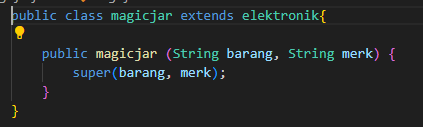 public class magicjar extends elektronik{
    public magicjar (String barang, String merk) {
        super(barang, merk);
    }
}